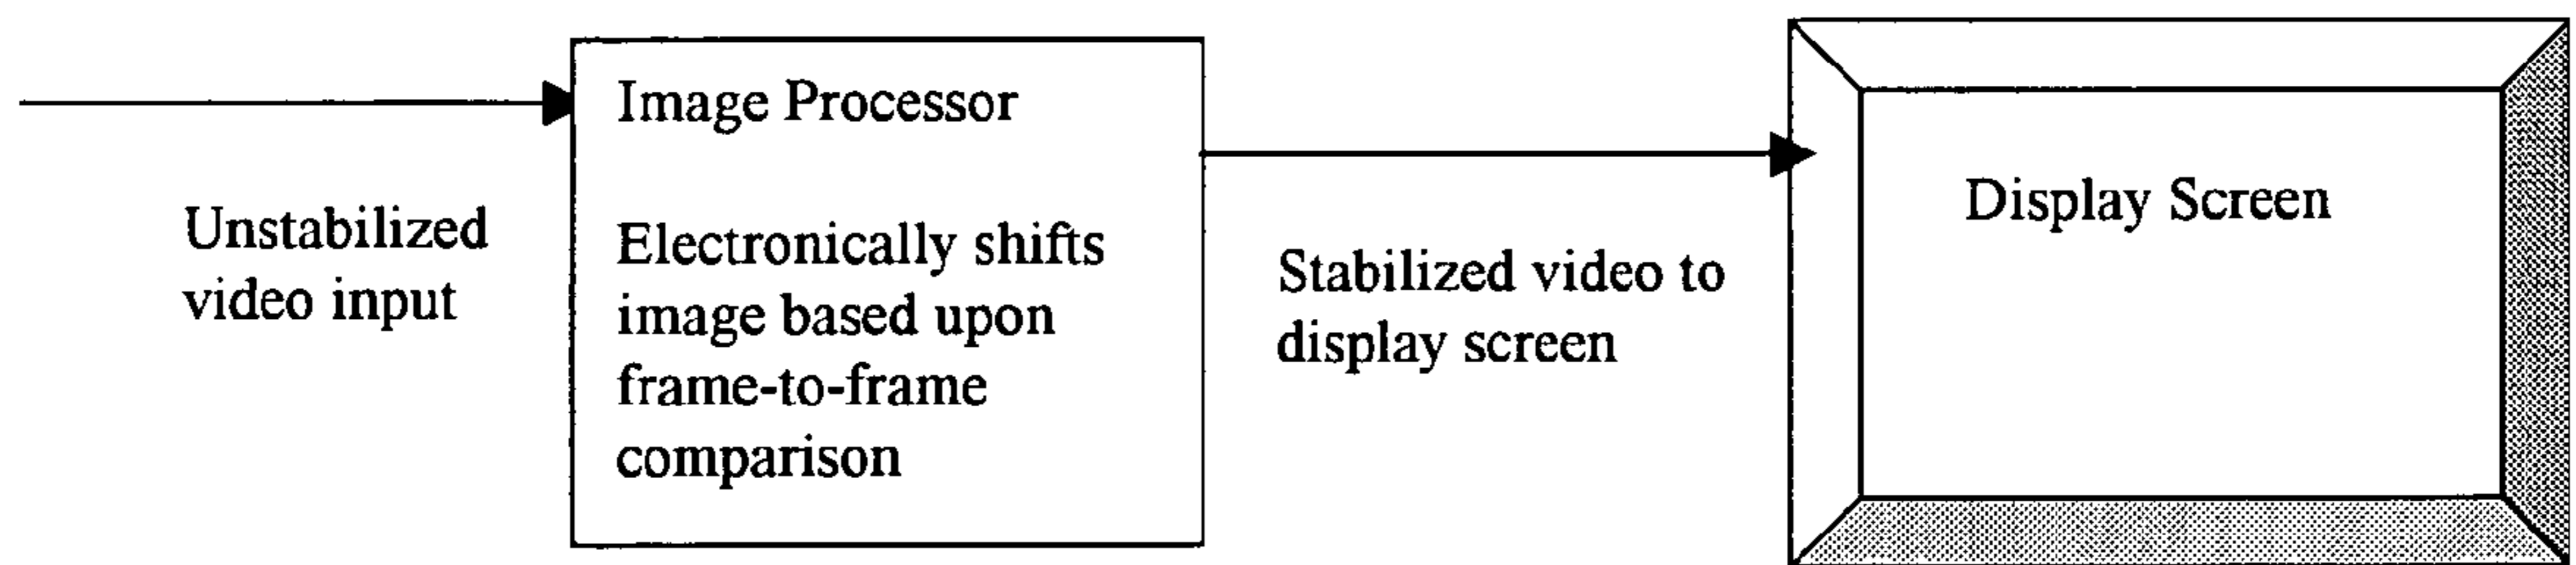 Unstabilized
video input
Image Processor
Electronically shifts
image based upon
frame-to-frame
comparison
Stabilized video to
display screen
Display Screen